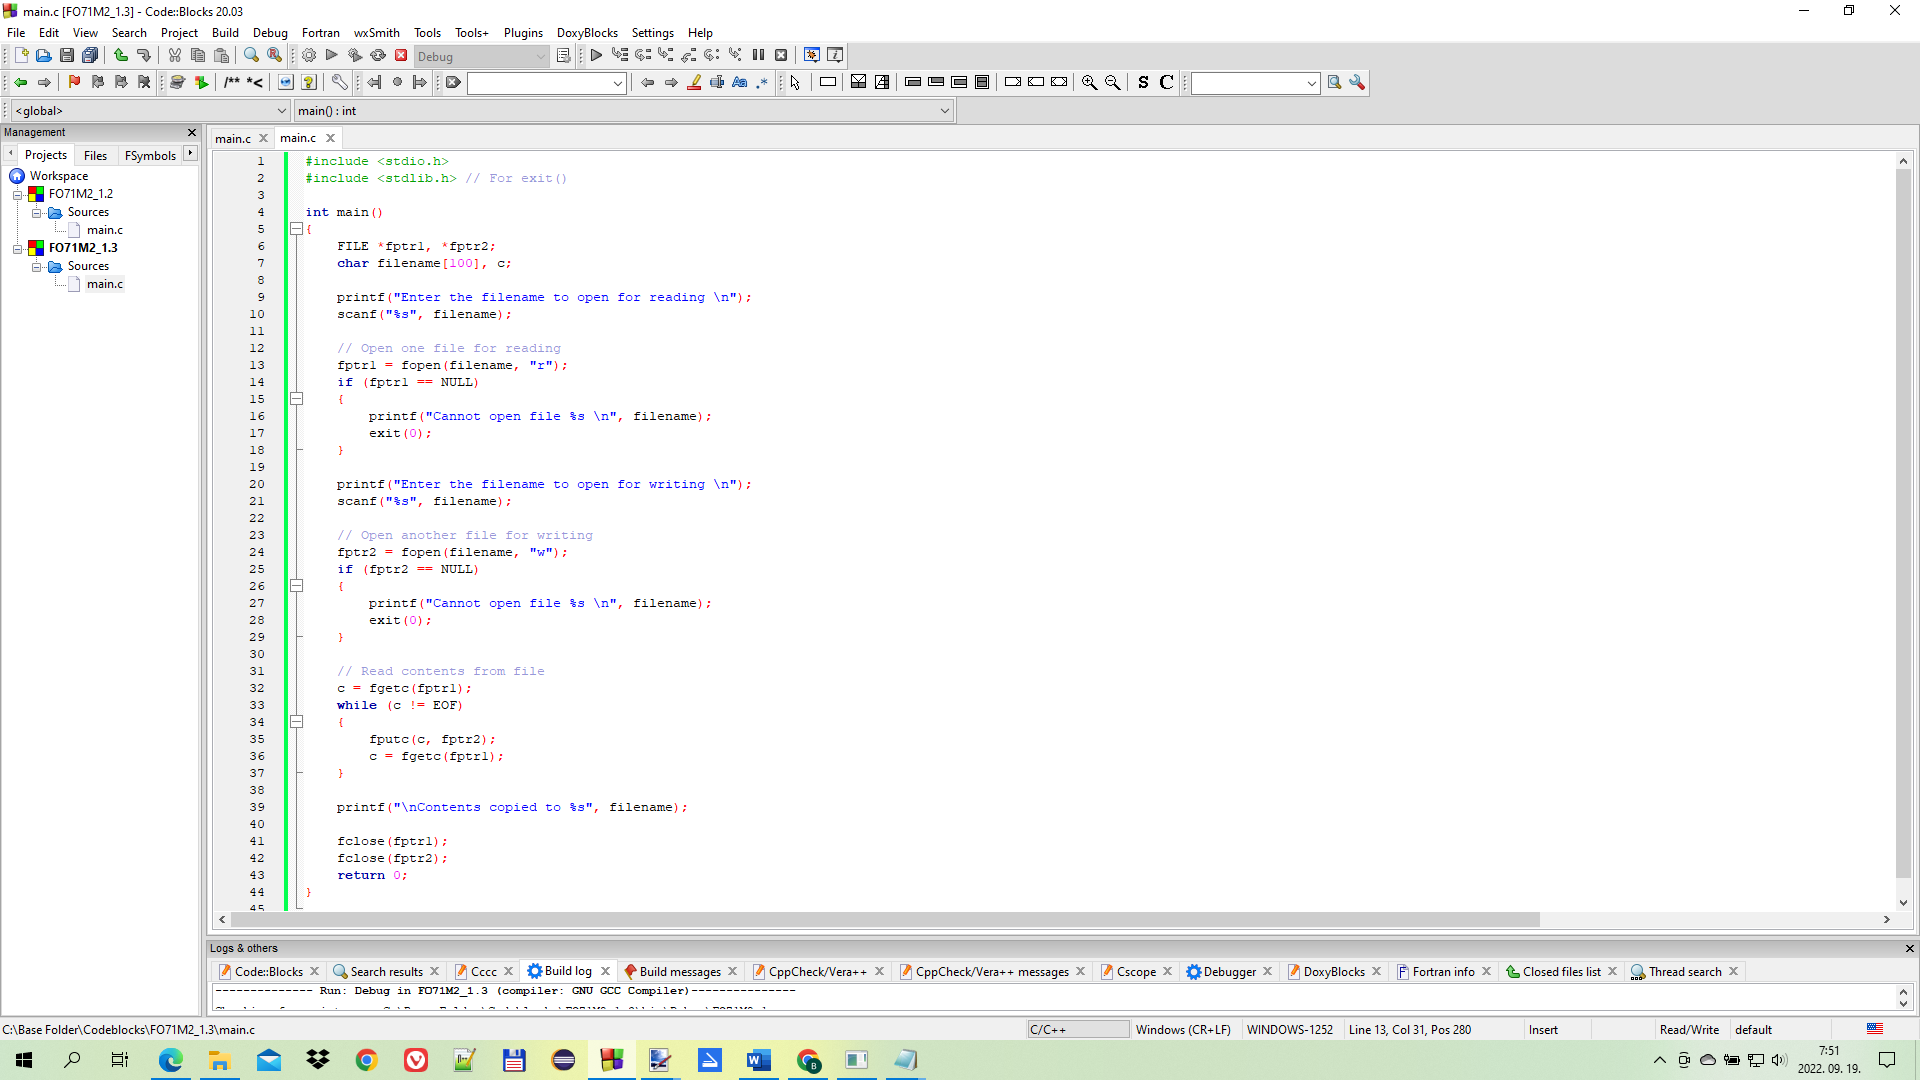 main.c [FO71M2_1.3] - Code::Blocks 20.03
File Edit View Search Project Build Debug Fortran wxSmith Tools Tools+ Plugins DoxyBlocks Settings Help
Debug
/** *<
Aa .*
S C
<global> main() : int
Management
Projects Files FSymbols
Workspace
FO71M2_1.2
Sources
main.c
FO71M2_1.3
Sources
main.c
main.c main.c
1 #include <stdio.h>
2 #include <stdlib.h> // For exit()
3
4 int main()
5 {
6 FILE *fptr1, *fptr2;
7 char filename[100], c;
8
9 printf("Enter the filename to open for reading \n");
10 scanf("%s", filename);
11
12 // Open one file for reading
13 fptr1 = fopen(filename, "r");
14 if (fptr1 == NULL)
15 {
16 printf("Cannot open file %s \n", filename);
17 exit(0);
18 }
19
20 printf("Enter the filename to open for writing \n");
21 scanf("%s", filename);
22
23 // Open another file for writing
24 fptr2 = fopen(filename, "w");
25 if (fptr2 == NULL)
26 {
27 printf("Cannot open file %s \n", filename);
28 exit(0);
29 }
30
31 // Read contents from file
32 c = fgetc(fptr1);
33 while (c != EOF)
34 {
35 fputc(c, fptr2);
36 c = fgetc(fptr1);
37 }
38
39 printf("\nContents copied to %s", filename);
40
41 fclose(fptr1);
42 fclose(fptr2);
43 return 0;
44 }
45
Logs & others
Code::Blocks Search results Cccc Build log Build messages CppCheck/Vera++ CppCheck/Vera++ messages Cscope Debugger DoxyBlocks Fortran info Closed files list Thread search
-------------- Run: Debug in FO71M2_1.3 (compiler: GNU GCC Compiler)---------------
C:\Base Folder\Codeblocks\FO71M2_1.3\main.c C/C++ Windows (CR+LF) WINDOWS-1252 Line 13, Col 31, Pos 280 Insert Read/Write default
7:51
2022. 09. 19.